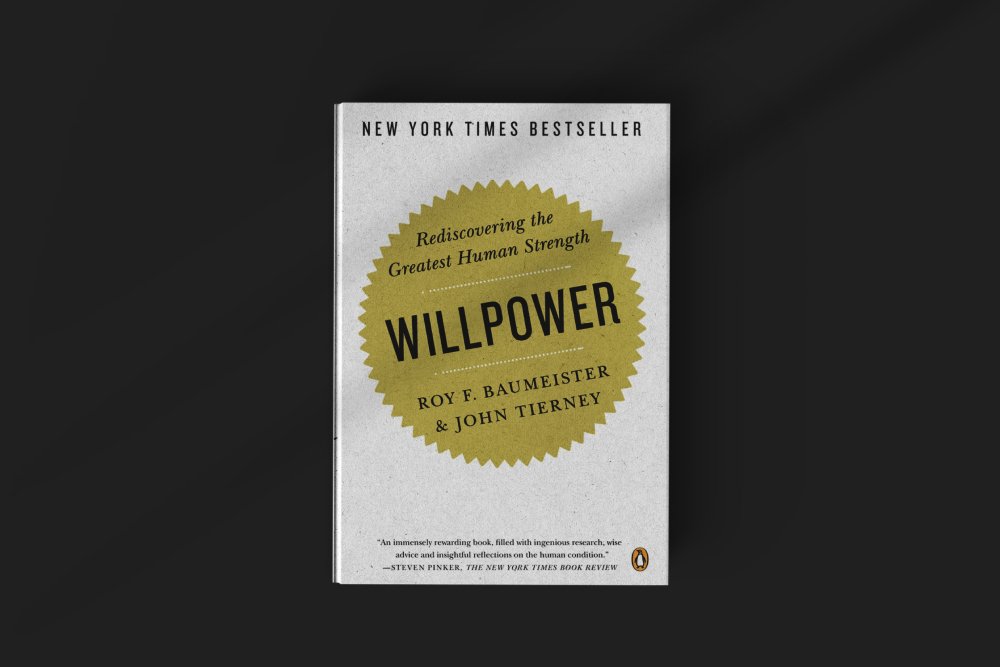 NEW YORK TIMES BESTSELLER
Rediscovering the
Greatest Human Strength
WILLPOWER
ROY F. BAUMEISTER
& JOHN TIERNEY
“An immensely rewarding book, filled with ingenious research, wise
advice and insightful reflections on the human condition.”
—STEVEN PINKER, THE NEW YORK TIMES BOOK REVIEW